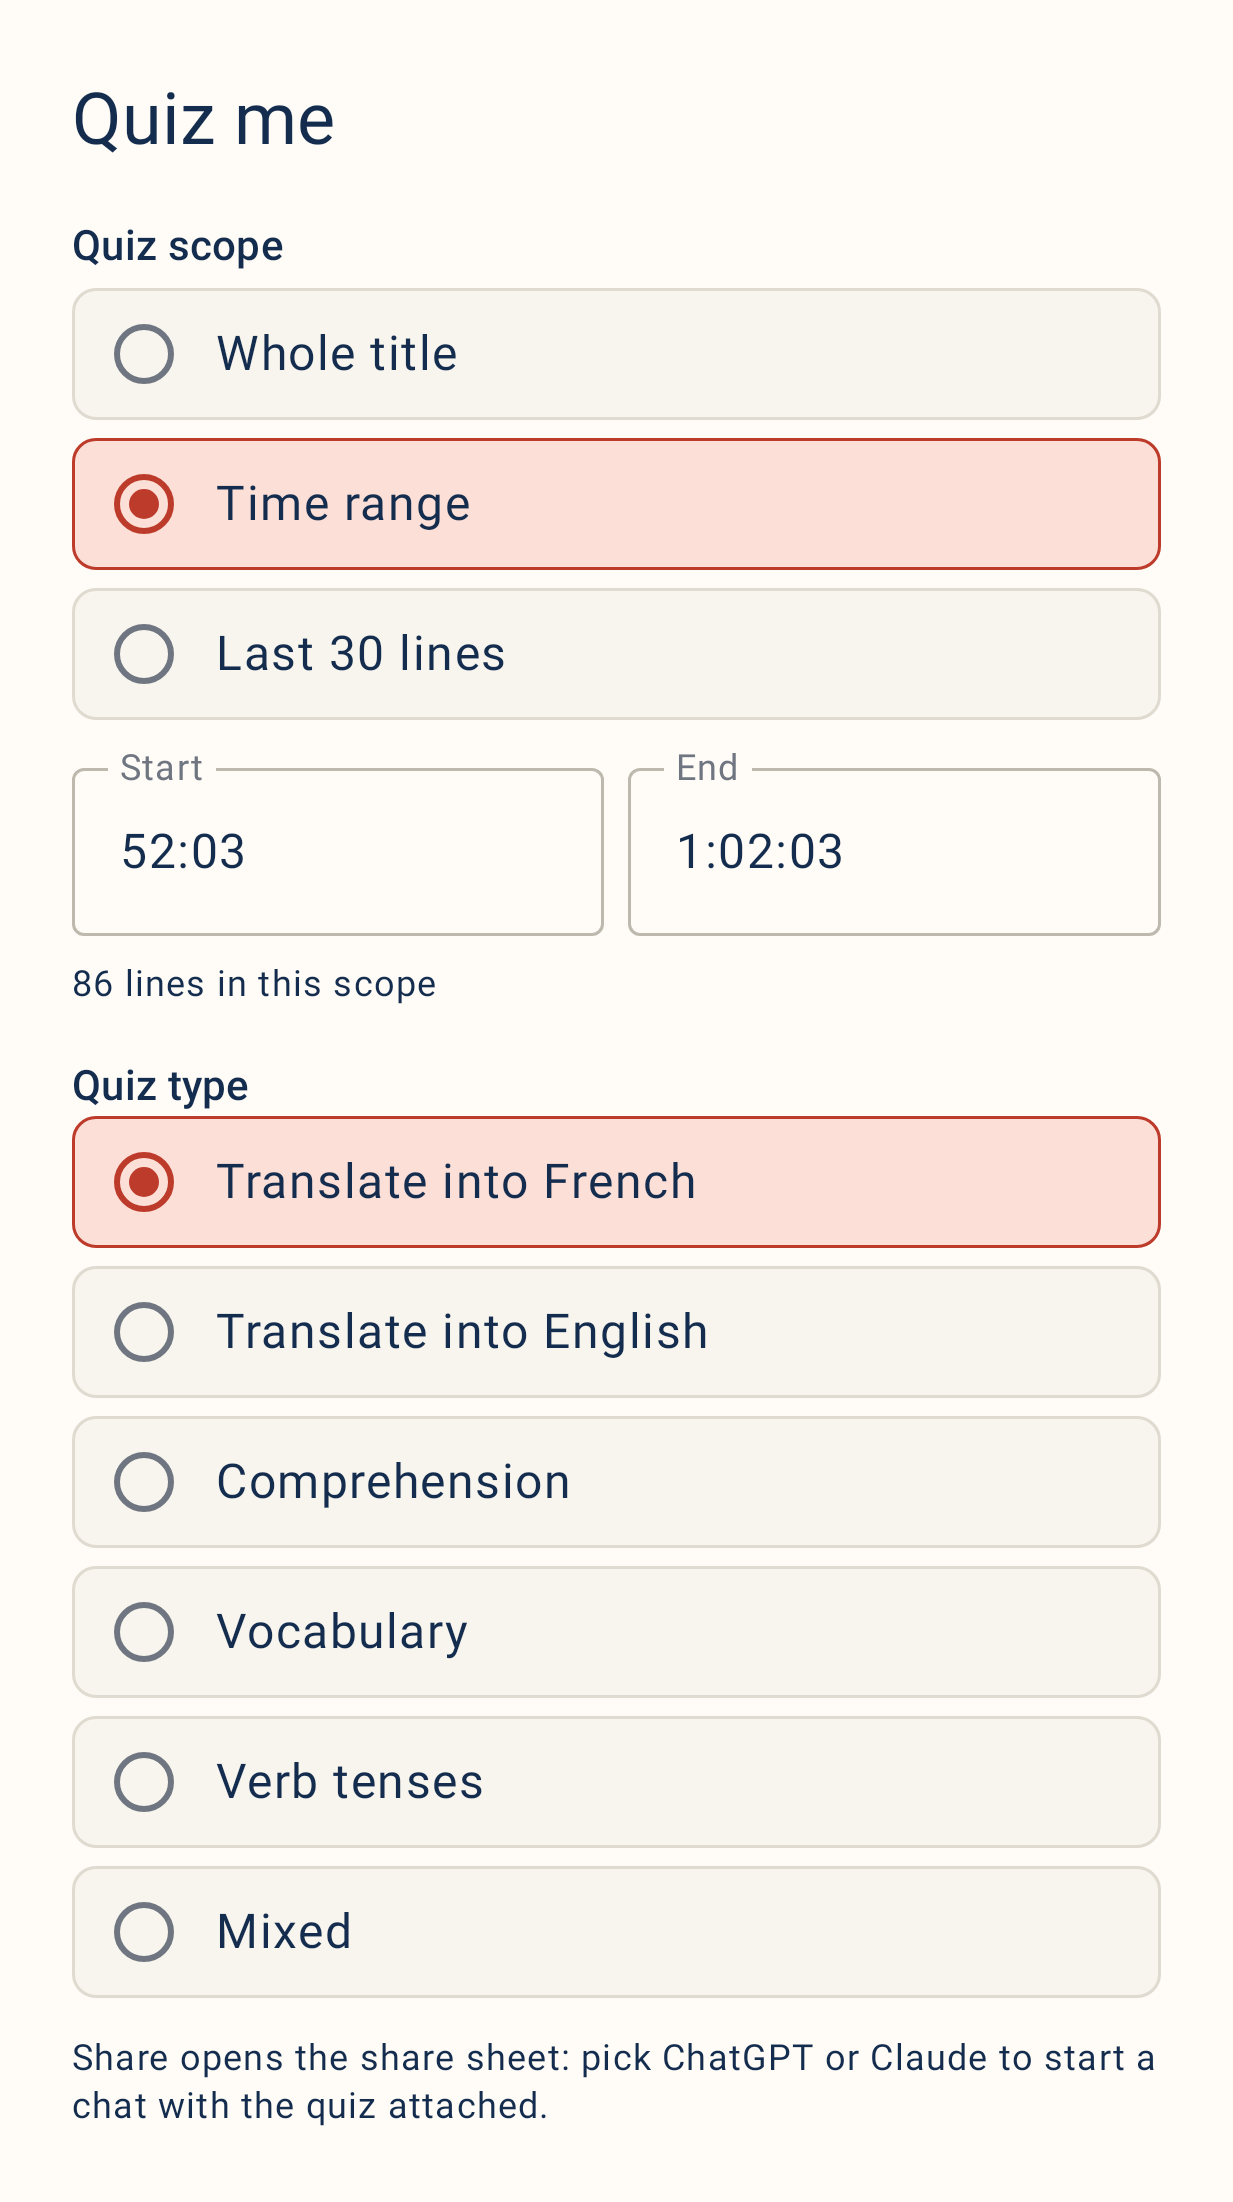 Quiz me
Quiz scope
Whole title
Time range
Last 30 lines
Start
End
52:03
1:02:03
86 lines in this scope
Quiz type
Translate into French
Translate into English
Comprehension
Vocabulary
Verb tenses
Mixed
Share opens the share sheet: pick ChatGPT or Claude to start a
chat with the quiz attached.